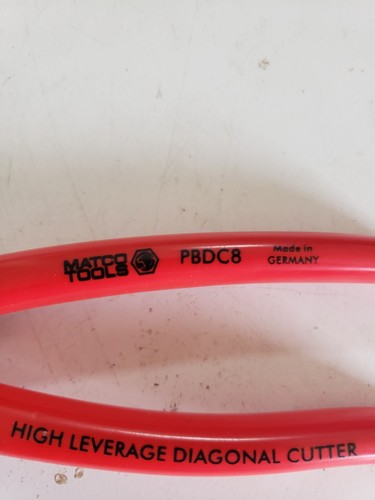 MATCO
TOOLS
PBDC8
Made in
GERMANY
HIGH LEVERAGE DIAGONAL CUTTER